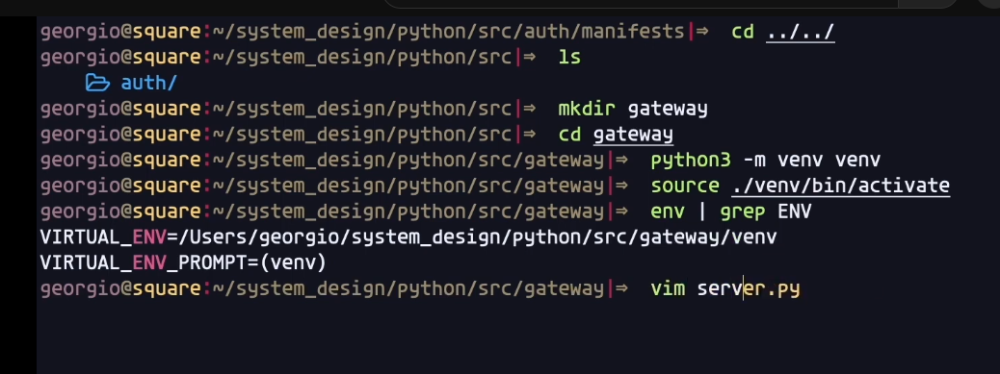 georgio@square:~/system_design/python/src/auth/manifests|⇒ cd ../../
georgio@square:~/system_design/python/src|⇒ ls
auth/
georgio@square:~/system_design/python/src|⇒ mkdir gateway
georgio@square:~/system_design/python/src|⇒ cd gateway
georgio@square:~/system_design/python/src/gateway|⇒ python3 -m venv venv
georgio@square:~/system_design/python/src/gateway|⇒ source ./venv/bin/activate
georgio@square:~/system_design/python/src/gateway|⇒ env | grep ENV
VIRTUAL_ENV=/Users/georgio/system_design/python/src/gateway/venv
VIRTUAL_ENV_PROMPT=(venv)
georgio@square:~/system_design/python/src/gateway|⇒ vim server.py